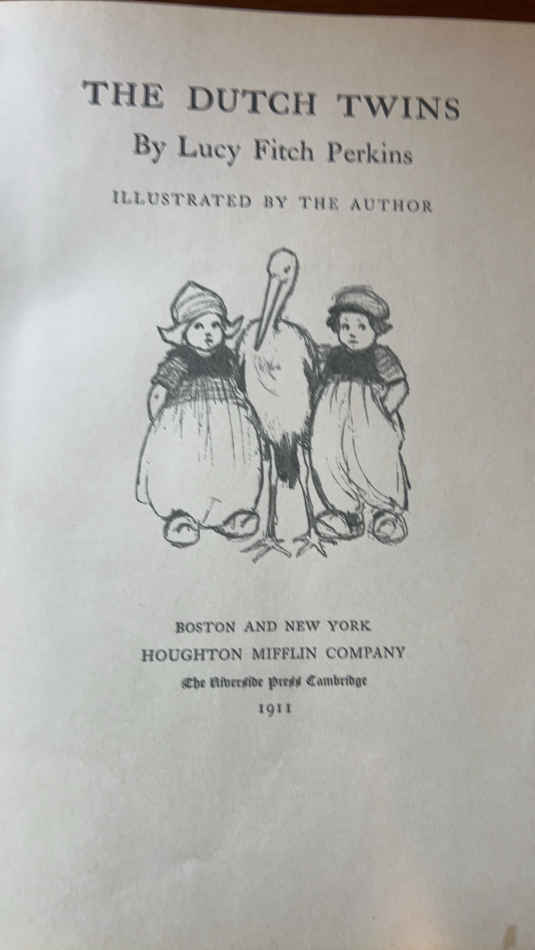 THE DUTCH TWINS
By Lucy Fitch Perkins
ILLUSTRATED BY THE AUTHOR
BOSTON AND NEW YORK
HOUGHTON MIFFLIN COMPANY
The Riverside Press Cambridge
1911